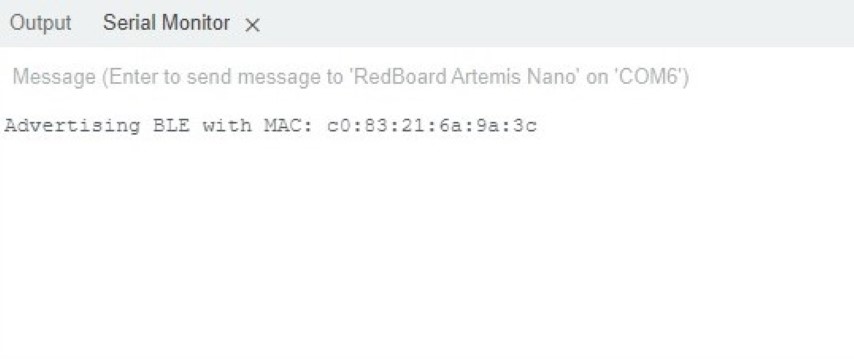 Output Serial Monitor ×
Message (Enter to send message to 'RedBoard Artemis Nano' on 'COM6')
Advertising BLE with MAC: c0:83:21:6a:9a:3c